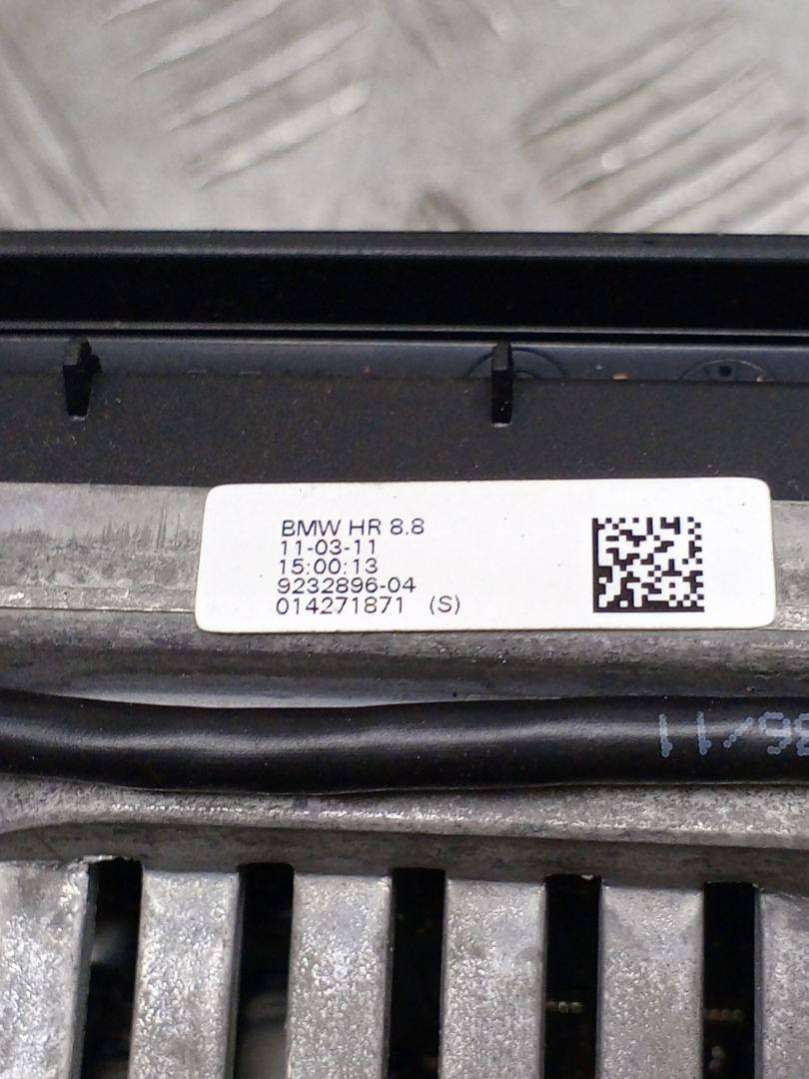 BMW HR 8.8
11-03-11
15:00:13
9232896-04
014271871 (S)